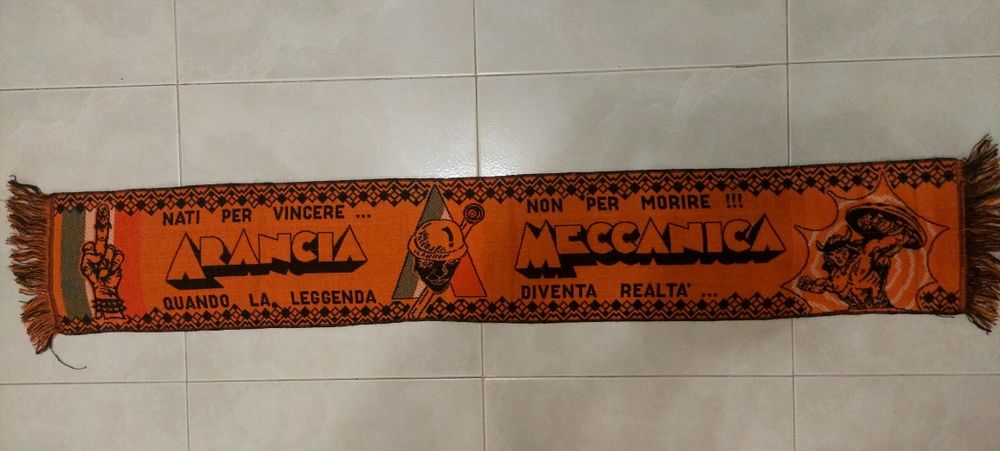 NATI PER VINCERE ...
ARANCIA
QUANDO LA LEGGENDA
NON PER MORIRE !!!
MECCANICA
DIVENTA REALTA' ...